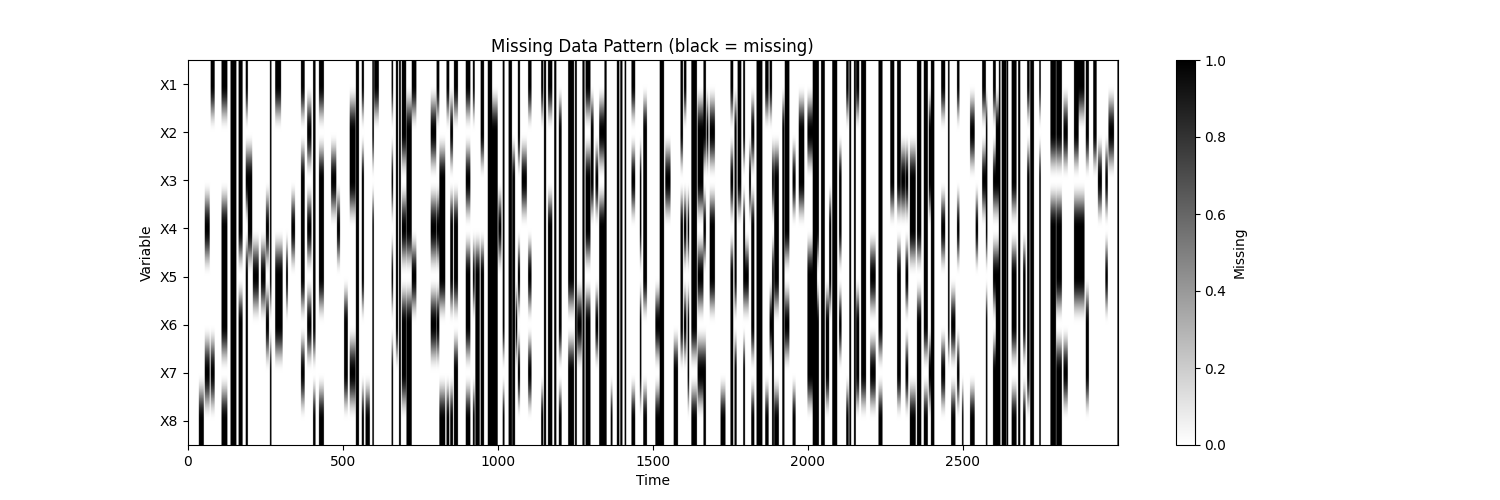 Missing Data Pattern (black = missing)
X1
X2
X3
X4
X5
X6
X7
X8
Variable
0 500 1000 1500 2000 2500
Time
1.0
0.8
0.6
0.4
0.2
0.0
Missing